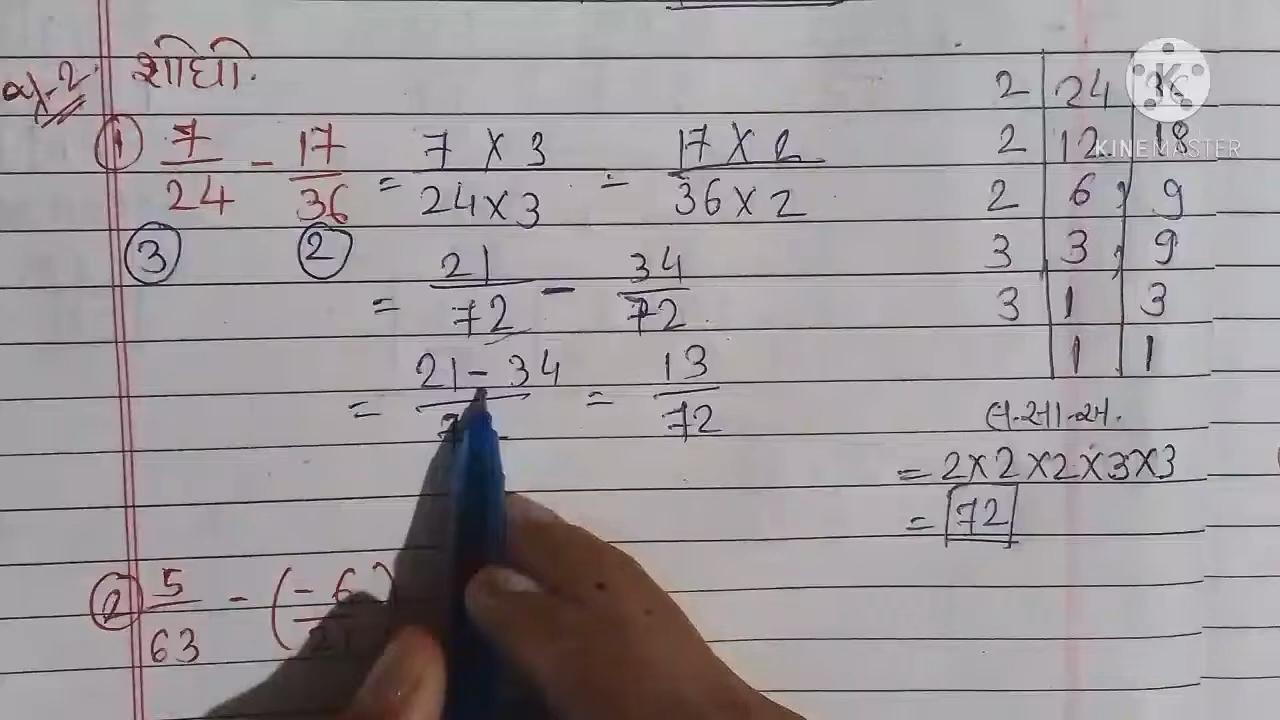 शोधो.
① 7/24 - 17/36 = 7 × 3 / 24 × 3 - 17 × 2 / 36 × 2
③ ②
= 21/72 - 34/72
= 21 - 34 / 7 = 13/72
② 5/63 - (-6
2 | 24 | 36
2 | 12, | 18
2 | 6, | 9
3 | 3, | 9
3 | 1 | 3
1 | 1
= 2×2×2×3×3
= 72
KINEMASTER